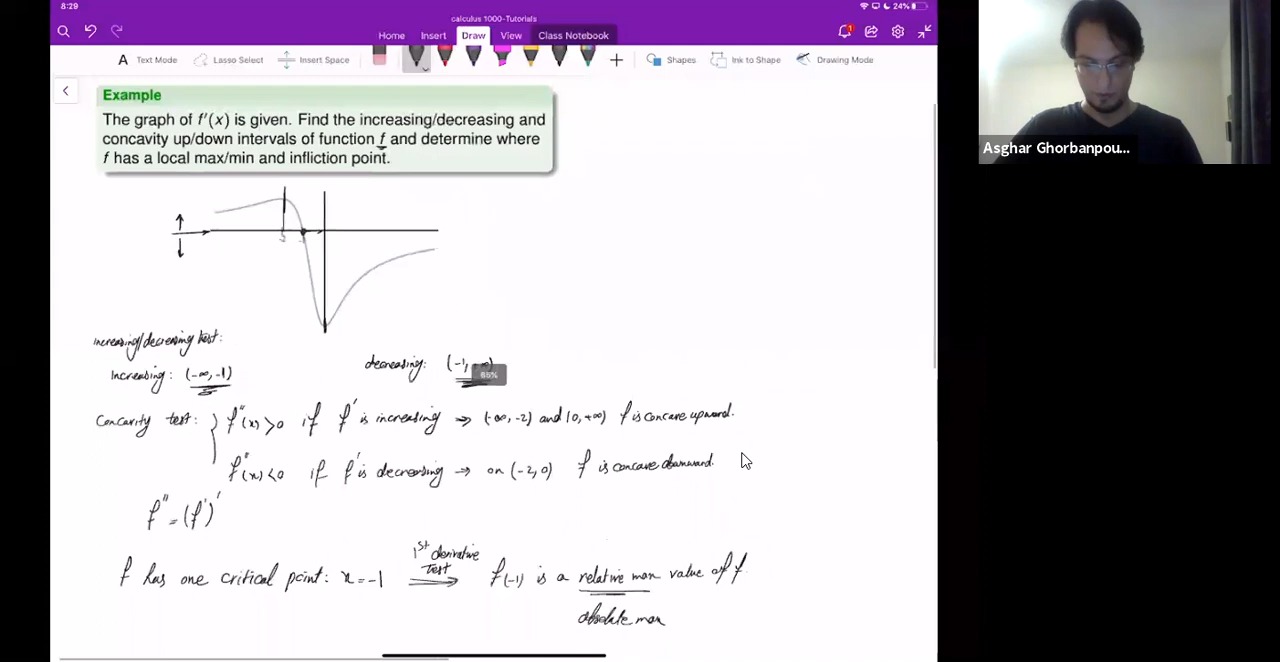 8:29
24%
calculus 1000-Tutorials
Home Insert Draw View Class Notebook
1
A Text Mode Lasso Select Insert Space Shapes Ink to Shape Drawing Mode
Example
The graph of f'(x) is given. Find the increasing/decreasing and
concavity up/down intervals of function f and determine where
f has a local max/min and infliction point.
Asghar Ghorbanpou...
increasing/decreasing test:
Increasing: (-∞, -1)
decreasing: (-1,
65%
Concavity test: f''(x)>0 if f' is increasing → (-∞, -2) and (0, +∞) f is concave upward.
f''(x)<0 if f' is decreasing → on (-2, 0) f is concave downward.
f'' = (f')'
f has one critical point: x=-1 1st derivative test ⟹ f(-1) is a relative max value of f.
absolute max